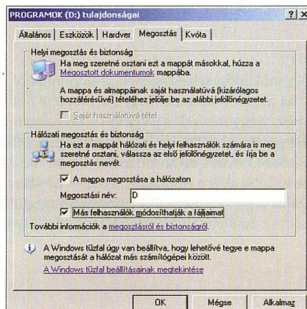 PROGRAMOK (D:) tulajdonságai
Általános Eszközök Hardver Megosztás Kvóta
Helyi megosztás és biztonság
Ha meg szeretné osztani ezt a mappát másokkal, húzza a
Megosztott dokumentumok mappába.
A mappa és almappáinak saját használatúvá (kizárólagos
hozzáférésűvé) tételéhez jelölje be az alábbi jelölőnégyzetet.
Saját használatúvá tétel
Hálózati megosztás és biztonság
Ha ezt a mappát hálózati és helyi felhasználók számára is meg
szeretné osztani, válassza az első jelölőnégyzetet, és írja be a
megosztás nevét.
A mappa megosztása a hálózaton
Megosztási név: D
Más felhasználók módosíthatják a fájljaimat
További információk a megosztásról és biztonságról.
A Windows tűzfal úgy van beállítva, hogy lehetővé tegye e mappa
megosztását a hálózat más számítógépei között.
A Windows tűzfal beállításainak megtekintése
OK Mégse Alkalmaz